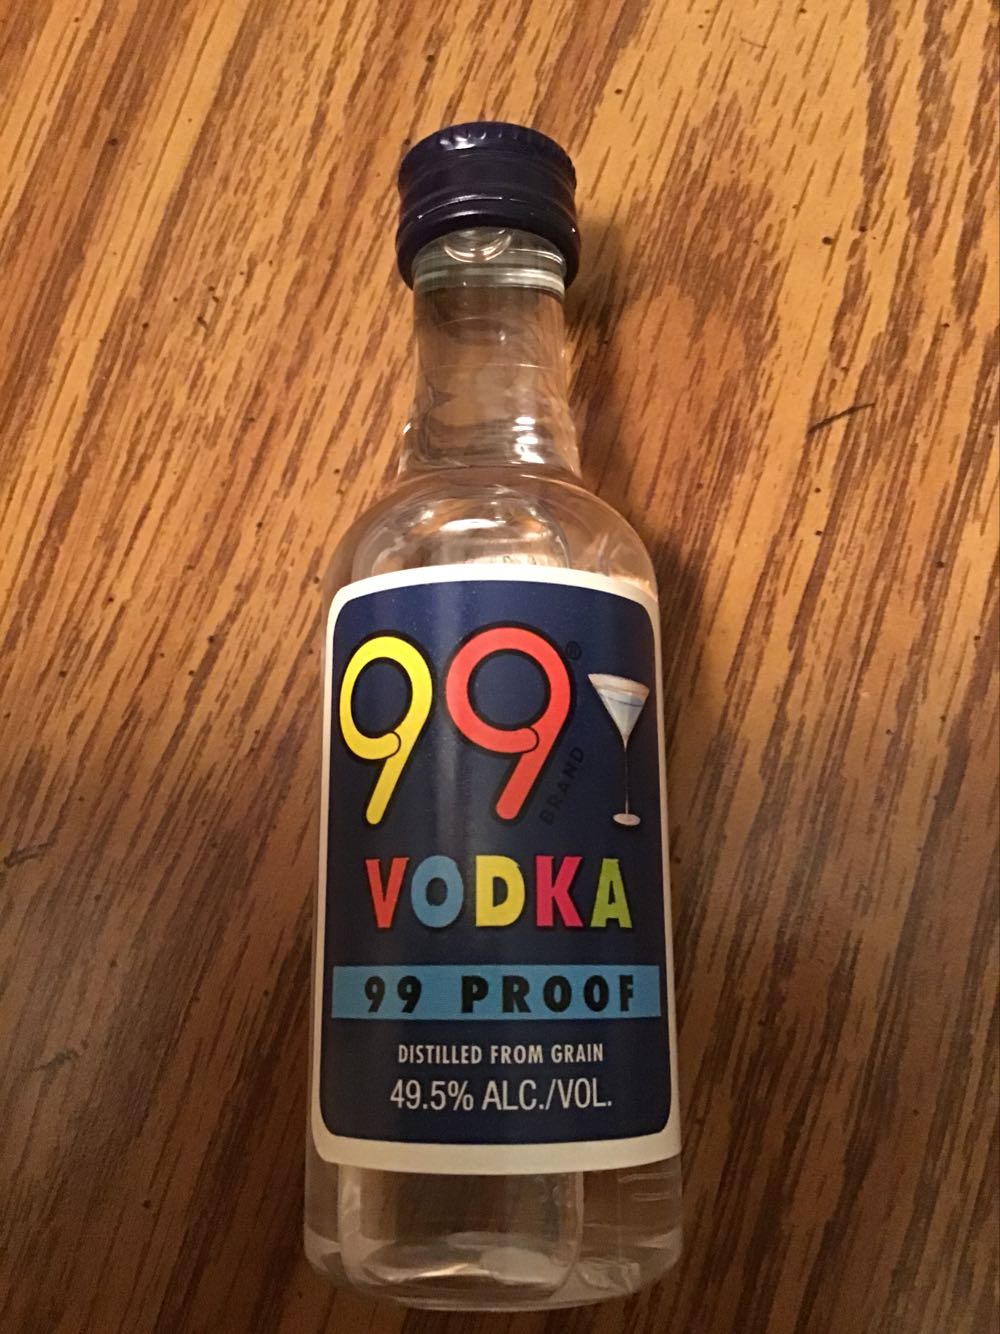 99®
BRAND
VODKA
99 PROOF
DISTILLED FROM GRAIN
49.5% ALC./VOL.